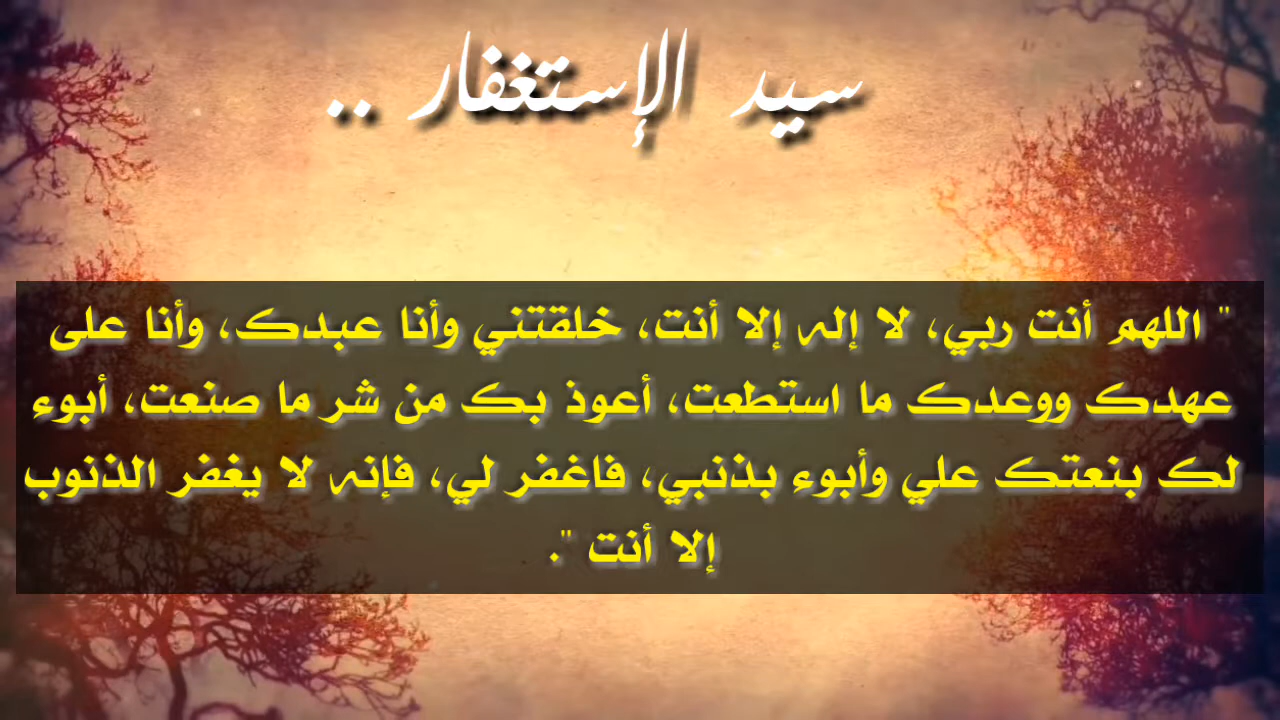 سيد الإستغفار ..
" اللهم أنت ربي، لا إله إلا أنت، خلقتني وأنا عبدك، وأنا على
عهدك ووعدك ما استطعت، أعوذ بك من شر ما صنعت، أبوء
لك بنعتك علي وأبوء بذنبي، فاغفر لي، فإنه لا يغفر الذنوب
إلا أنت ".